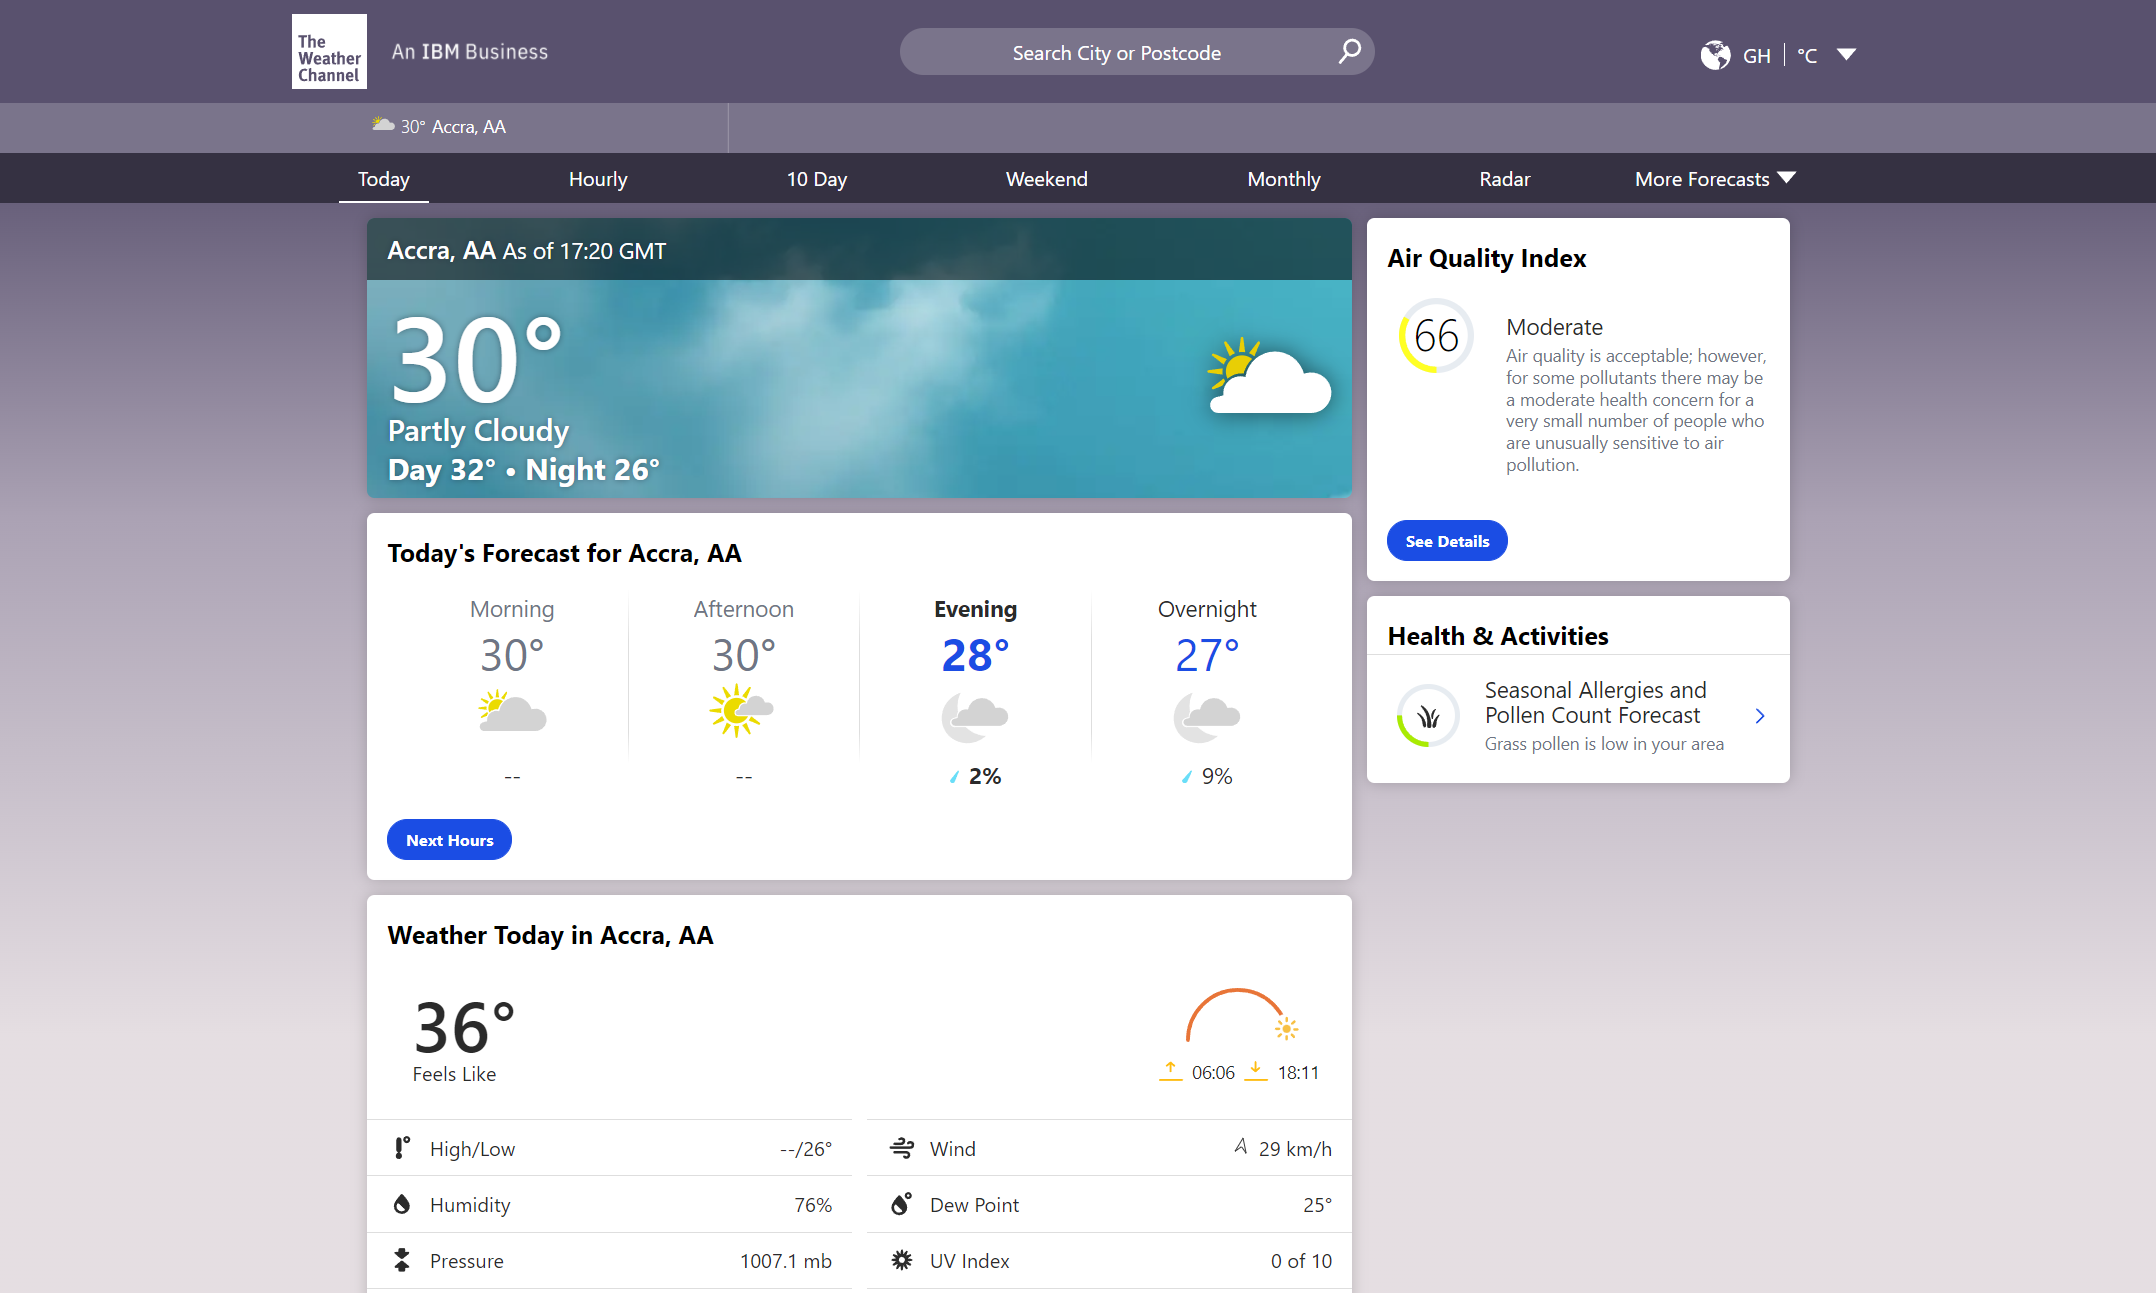 The
Weather
Channel
An IBM Business
Search City or Postcode
GH
°C
30° Accra, AA
Today
Hourly
10 Day
Weekend
Monthly
Radar
More Forecasts
Accra, AA As of 17:20 GMT
30°
Partly Cloudy
Day 32° • Night 26°
Today's Forecast for Accra, AA
Morning
30°
--
Afternoon
30°
--
Evening
28°
2%
Overnight
27°
9%
Next Hours
Weather Today in Accra, AA
36°
Feels Like
06:06
18:11
High/Low
--/26°
Wind
29 km/h
Humidity
76%
Dew Point
25°
Pressure
1007.1 mb
UV Index
0 of 10
Air Quality Index
66
Moderate
Air quality is acceptable; however,
for some pollutants there may be
a moderate health concern for a
very small number of people who
are unusually sensitive to air
pollution.
See Details
Health & Activities
Seasonal Allergies and
Pollen Count Forecast
Grass pollen is low in your area